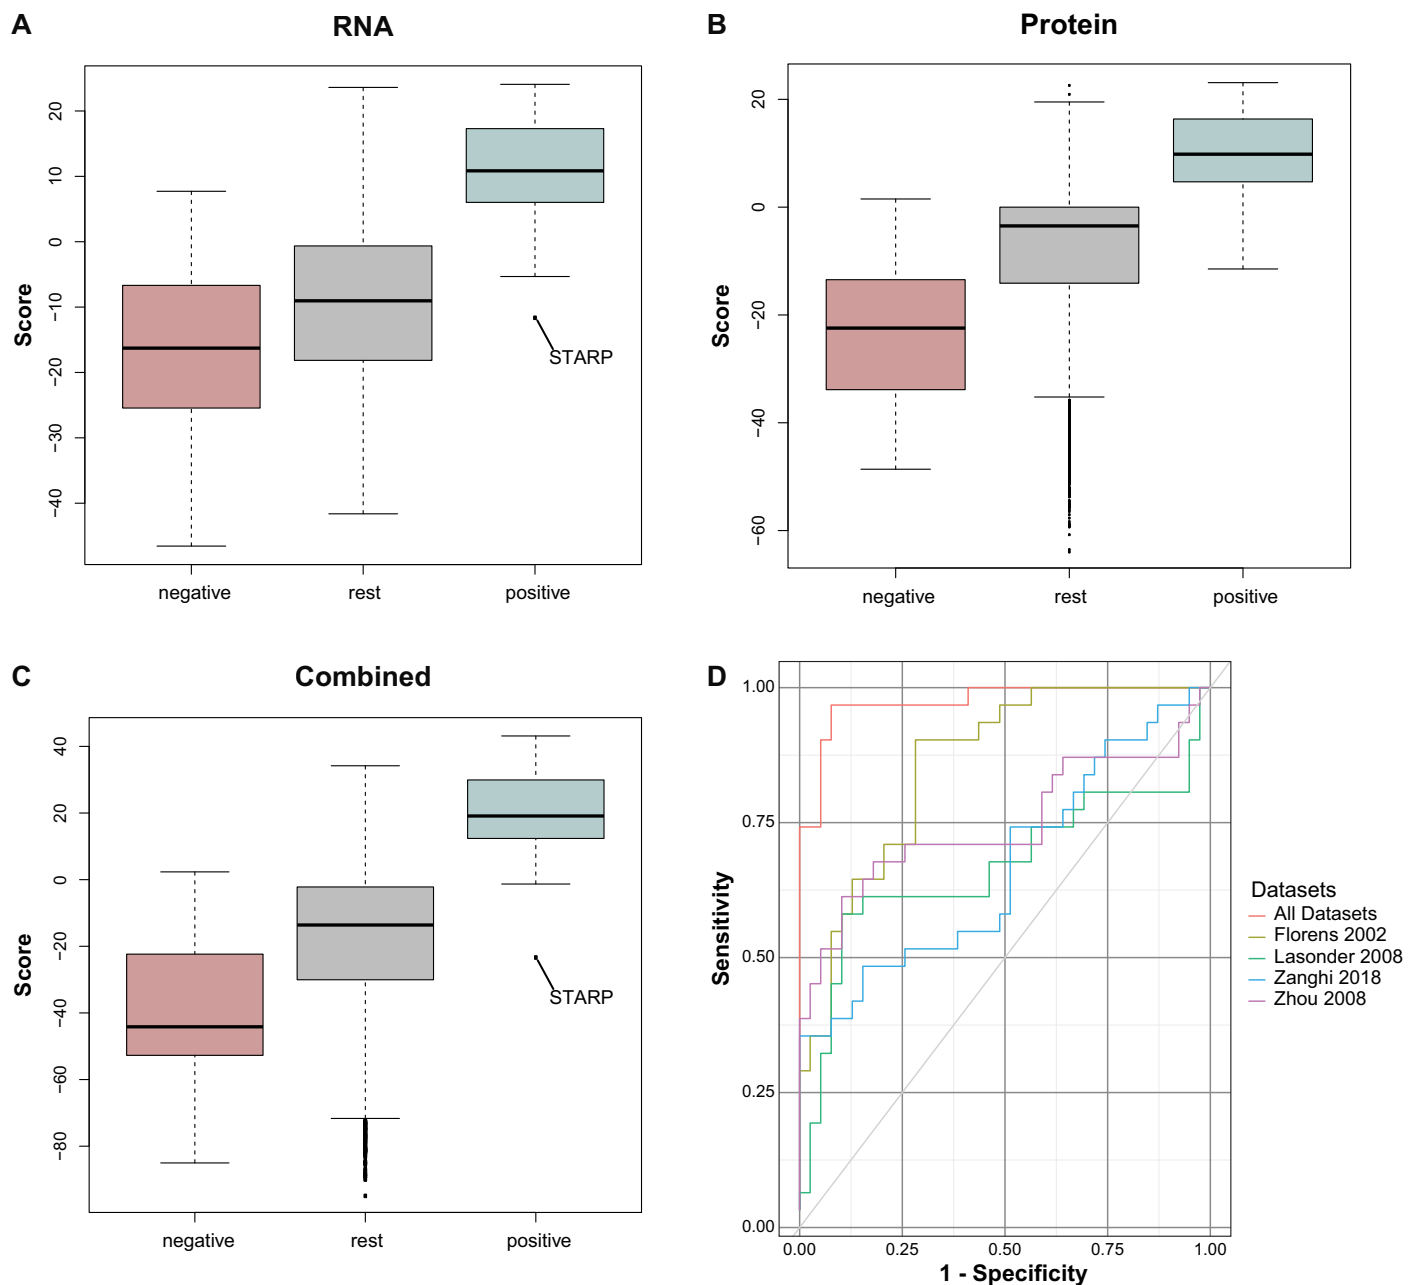 A
RNA
Score
20
10
0
−10
−20
−30
−40
STARP
negative
rest
positive
B
Protein
Score
20
0
−20
−40
−60
negative
rest
positive
C
Combined
Score
40
20
0
−20
−40
−60
−80
STARP
negative
rest
positive
D
Sensitivity
1.00
0.75
0.50
0.25
0.00
0.00
0.25
0.50
0.75
1.00
1 - Specificity
Datasets
All Datasets
Florens 2002
Lasonder 2008
Zanghi 2018
Zhou 2008